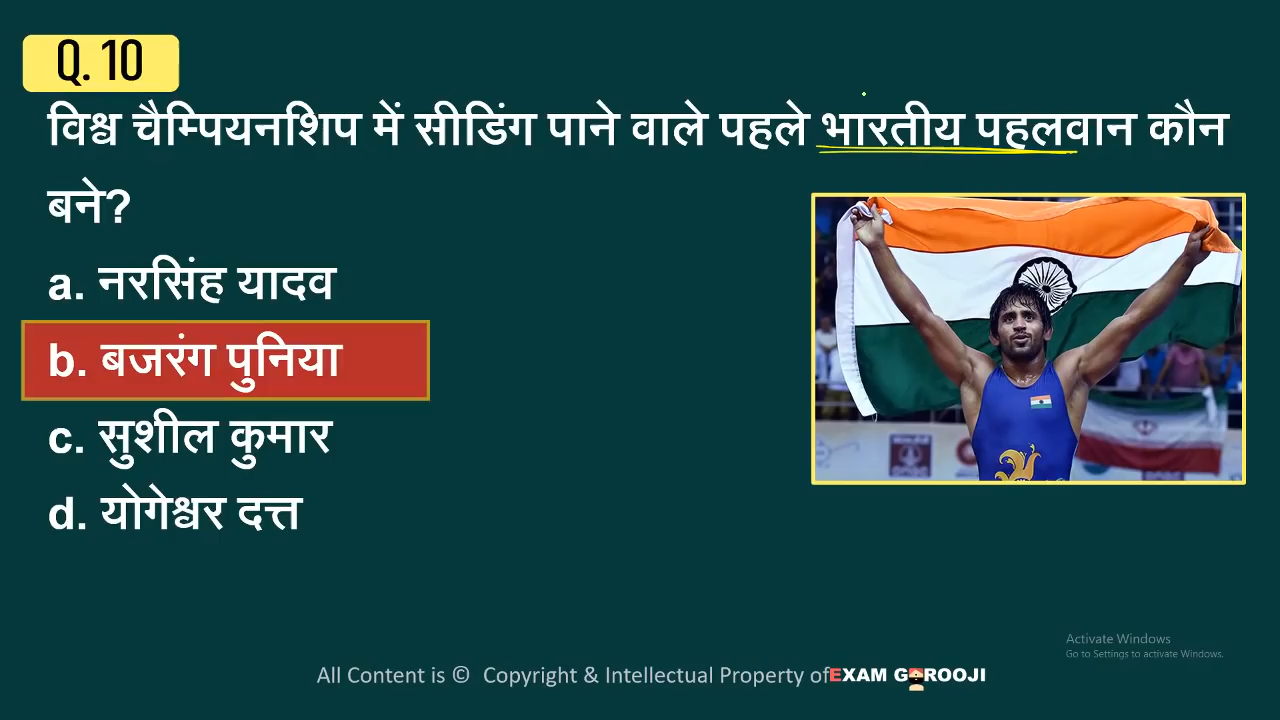 Q. 10
विश्व चैम्पियनशिप में सीडिंग पाने वाले पहले भारतीय पहलवान कौन
बने?
a. नरसिंह यादव
b. बजरंग पुनिया
c. सुशील कुमार
d. योगेश्वर दत्त
Activate Windows
Go to Settings to activate Windows.
All Content is © Copyright & Intellectual Property of EXAM GUROOJI